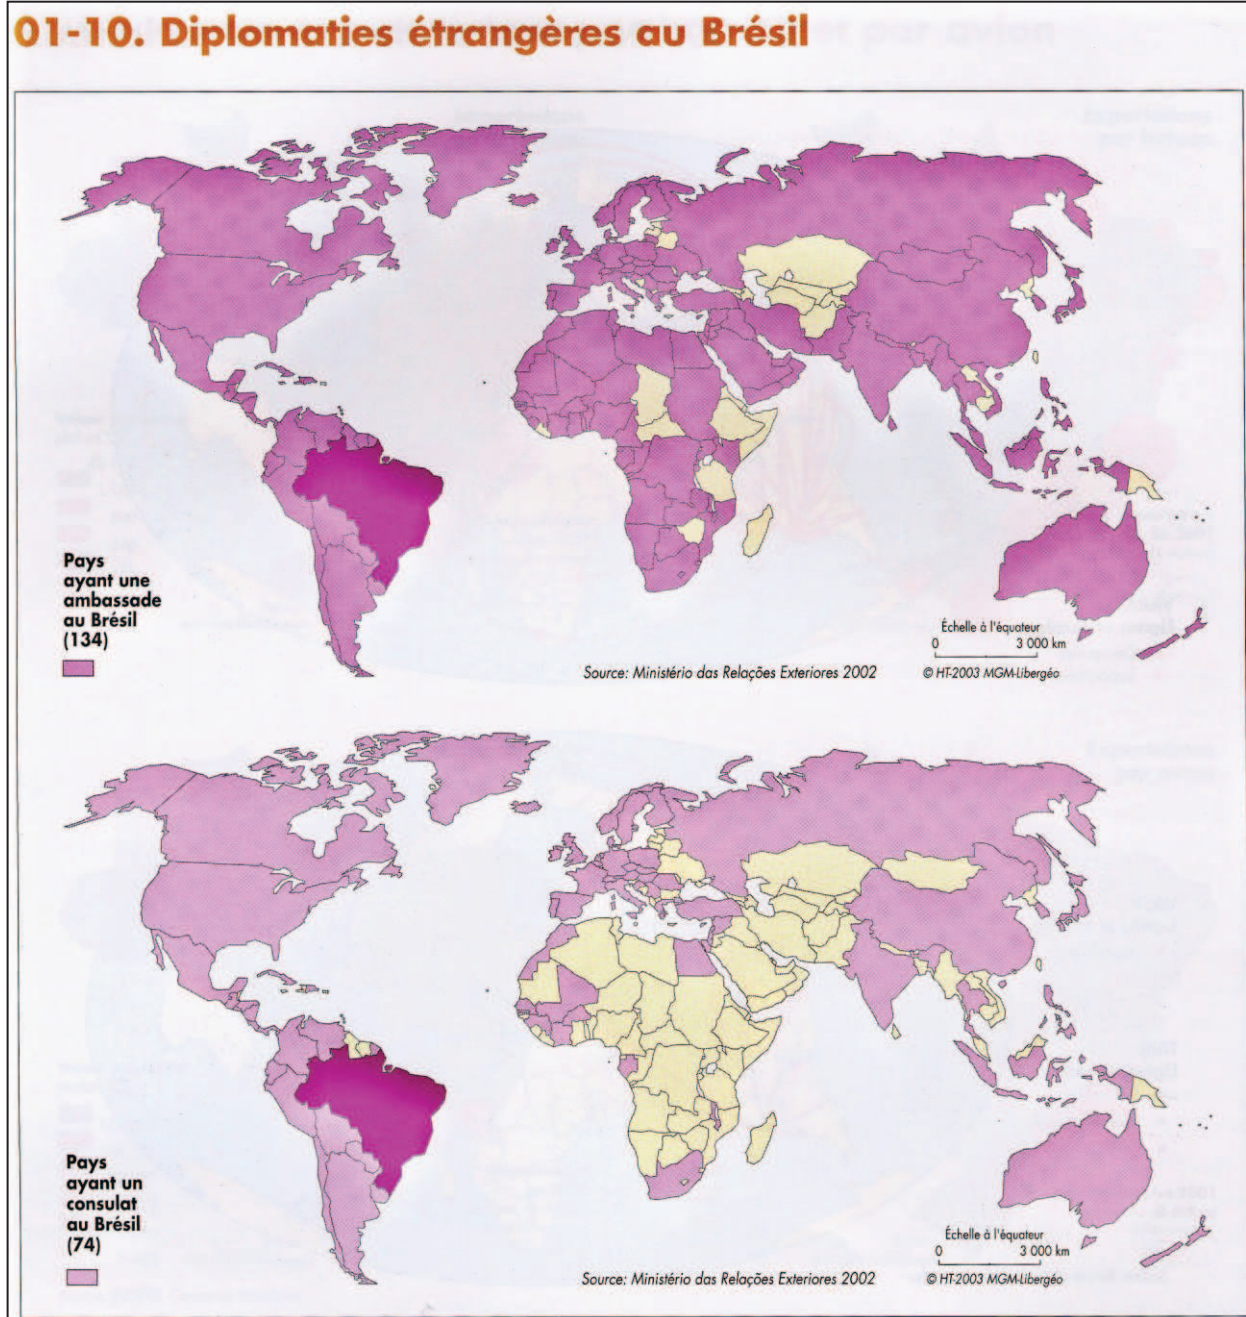 01-10. Diplomaties étrangères au Brésil
Pays
ayant une
ambassade
au Brésil
(134)
Échelle à l'équateur
0 3 000 km
Source: Ministério das Relações Exteriores 2002
© HT-2003 MGM-Libergéo
Pays
ayant un
consulat
au Brésil
(74)
Échelle à l'équateur
0 3 000 km
Source: Ministério das Relações Exteriores 2002
© HT-2003 MGM-Libergéo